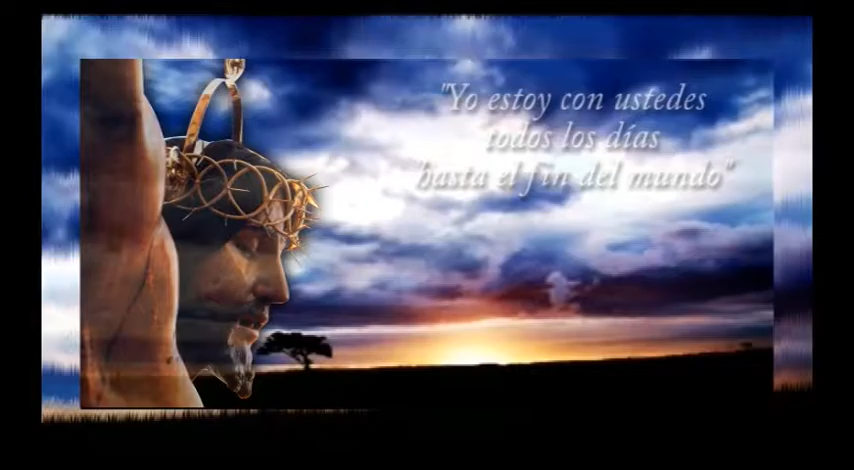 "Yo estoy con ustedes
todos los días
hasta el fin del mundo"